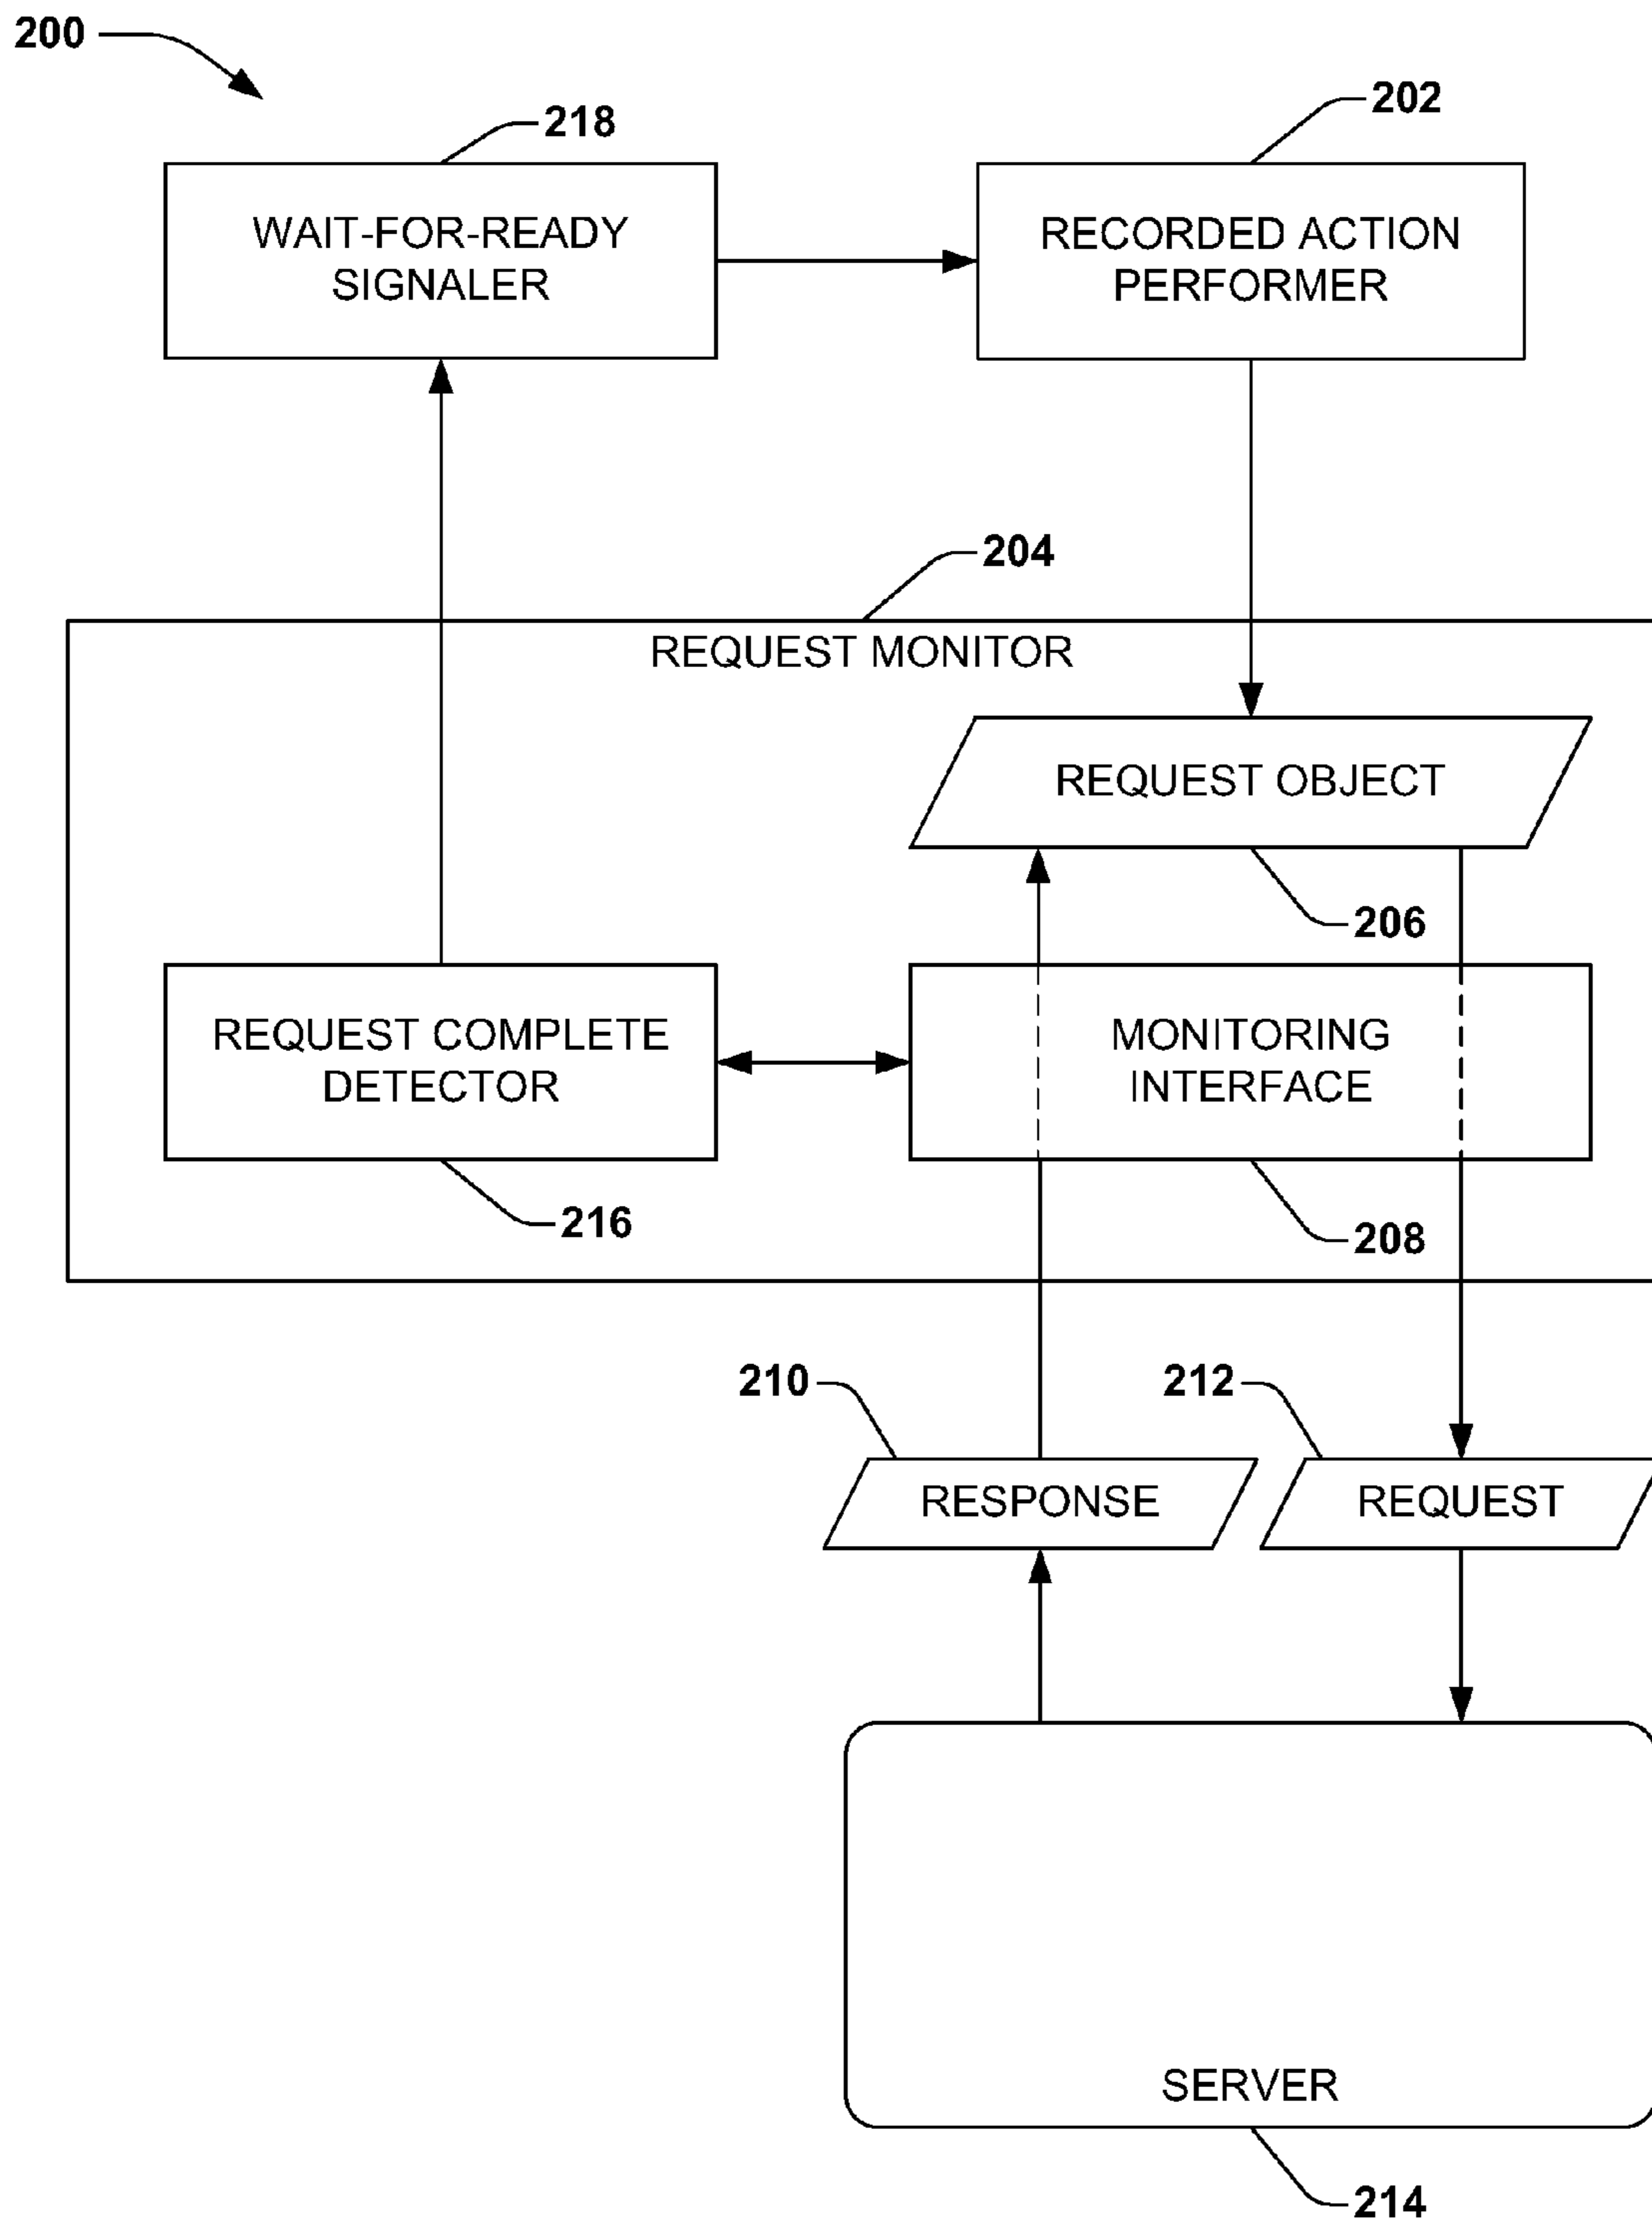 200
218
202
WAIT-FOR-READY
SIGNALER
RECORDED ACTION
PERFORMER
204
REQUEST MONITOR
REQUEST OBJECT
206
REQUEST COMPLETE
DETECTOR
MONITORING
INTERFACE
216
208
210
212
RESPONSE
REQUEST
SERVER
214